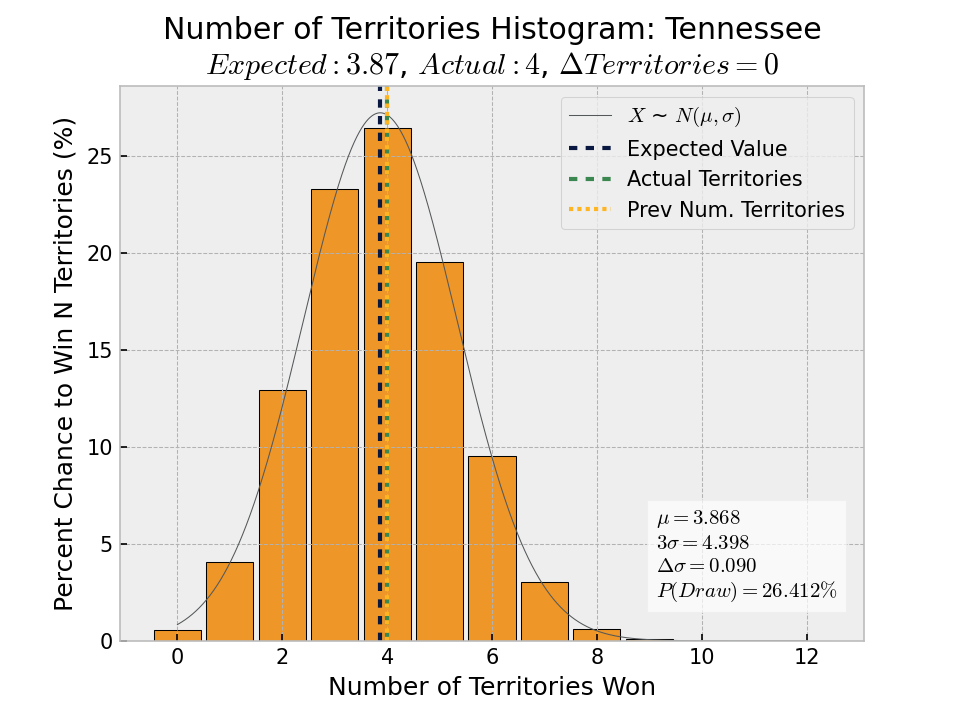 Number of Territories Histogram: Tennessee
Expected : 3.87, Actual : 4, ΔTerritories = 0
X ~ N(μ, σ)
Expected Value
Actual Territories
Prev Num. Territories
Percent Chance to Win N Territories (%)
25
20
15
10
5
0
μ = 3.868
3σ = 4.398
Δσ = 0.090
P(Draw) = 26.412%
0 2 4 6 8 10 12
Number of Territories Won